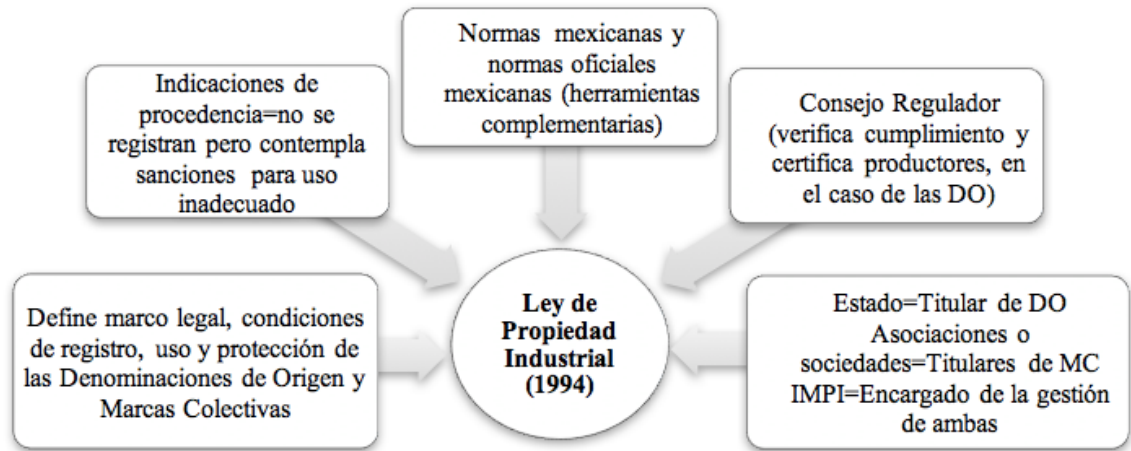 Normas mexicanas y
normas oficiales
mexicanas (herramientas
complementarias)
Indicaciones de
procedencia=no se
registran pero contempla
sanciones para uso
inadecuado
Consejo Regulador
(verifica cumplimiento y
certifica productores, en
el caso de las DO)
Define marco legal, condiciones
de registro, uso y protección de
las Denominaciones de Origen y
Marcas Colectivas
Ley de
Propiedad
Industrial
(1994)
Estado=Titular de DO
Asociaciones o
sociedades=Titulares de MC
IMPI=Encargado de la gestión
de ambas